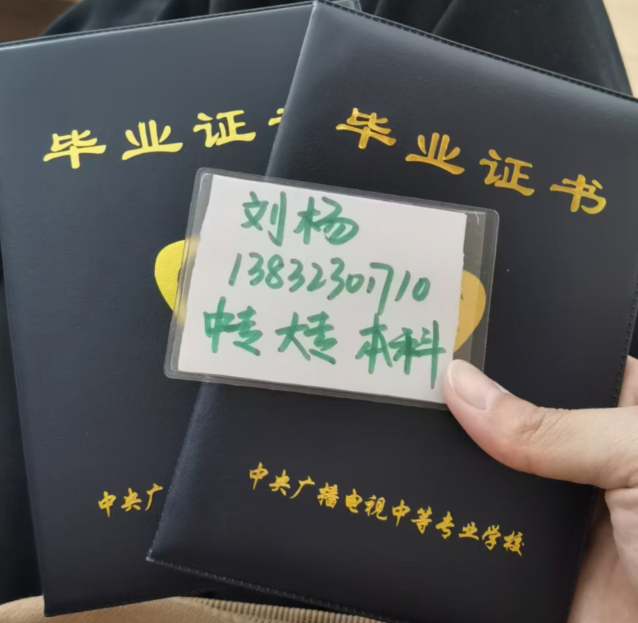 毕业证书
毕业证书
刘杨
13832301710
中专 大专 本科
中央广
中央广播电视中等专业学校